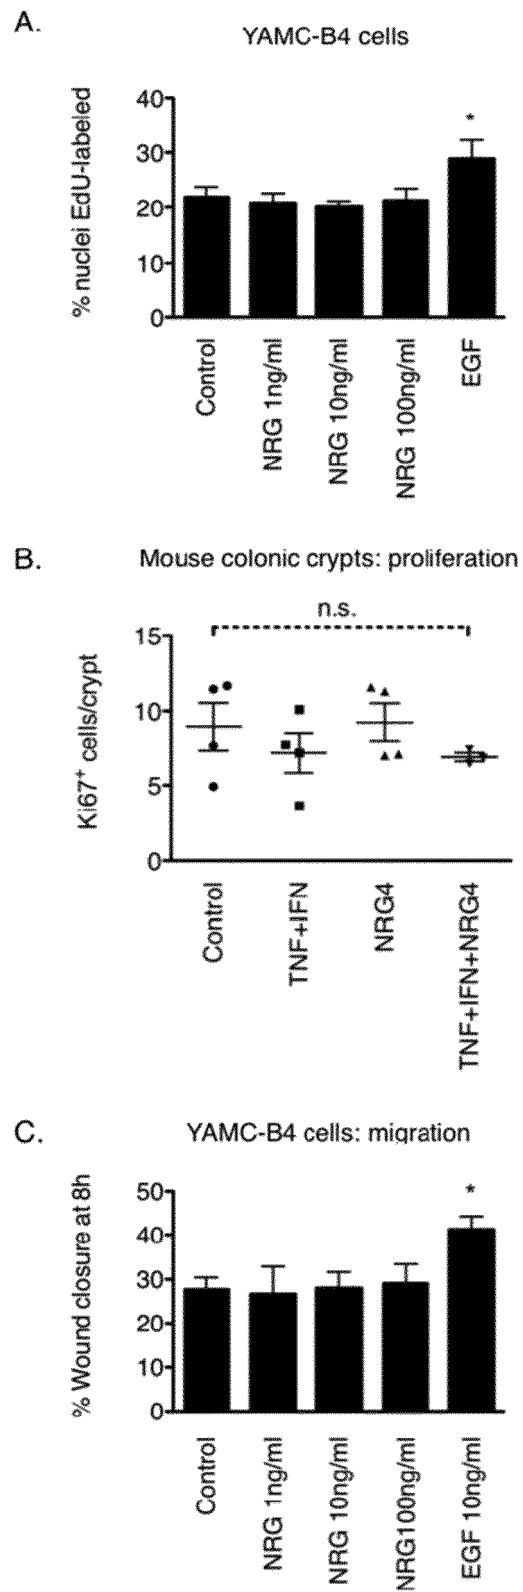 A.
YAMC-B4 cells
% nuclei EdU-labeled
40
30
20
10
0
*
Control
NRG 1ng/ml
NRG 10ng/ml
NRG 100ng/ml
EGF
B.
Mouse colonic crypts: proliferation
n.s.
Ki67+ cells/crypt
15
10
5
0
Control
TNF+IFN
NRG4
TNF+IFN+NRG4
C.
YAMC-B4 cells: migration
% Wound closure at 8h
50
40
30
20
10
0
*
Control
NRG 1ng/ml
NRG 10ng/ml
NRG100ng/ml
EGF 10ng/ml